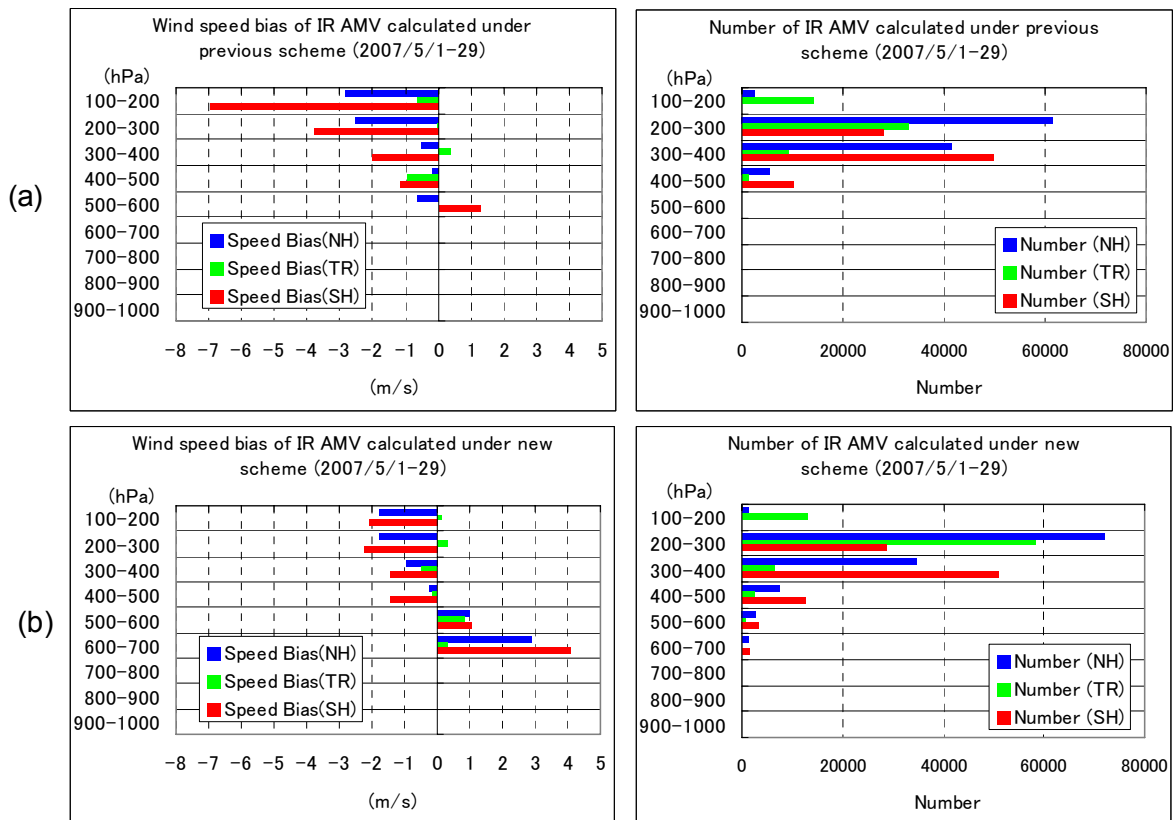 (a)
Wind speed bias of IR AMV calculated under
previous scheme (2007/5/1-29)
(hPa)
100-200
200-300
300-400
400-500
500-600
600-700
700-800
800-900
900-1000
Speed Bias(NH)
Speed Bias(TR)
Speed Bias(SH)
-8 -7 -6 -5 -4 -3 -2 -1 0 1 2 3 4 5
(m/s)
Number of IR AMV calculated under previous
scheme (2007/5/1-29)
(hPa)
100-200
200-300
300-400
400-500
500-600
600-700
700-800
800-900
900-1000
Number (NH)
Number (TR)
Number (SH)
0 20000 40000 60000 80000
Number
(b)
Wind speed bias of IR AMV calculated under new
scheme (2007/5/1-29)
(hPa)
100-200
200-300
300-400
400-500
500-600
600-700
700-800
800-900
900-1000
Speed Bias(NH)
Speed Bias(TR)
Speed Bias(SH)
-8 -7 -6 -5 -4 -3 -2 -1 0 1 2 3 4 5
(m/s)
Number of IR AMV calculated under new
scheme (2007/5/1-29)
(hPa)
100-200
200-300
300-400
400-500
500-600
600-700
700-800
800-900
900-1000
Number (NH)
Number (TR)
Number (SH)
0 20000 40000 60000 80000
Number